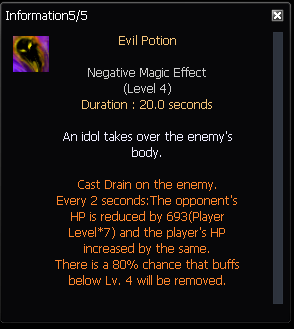 Information5/5
Evil Potion
Negative Magic Effect
(Level 4)
Duration : 20.0 seconds
An idol takes over the enemy's
body.
Cast Drain on the enemy.
Every 2 seconds:The opponent's
HP is reduced by 693(Player
Level*7) and the player's HP
increased by the same.
There is a 80% chance that buffs
below Lv. 4 will be removed.